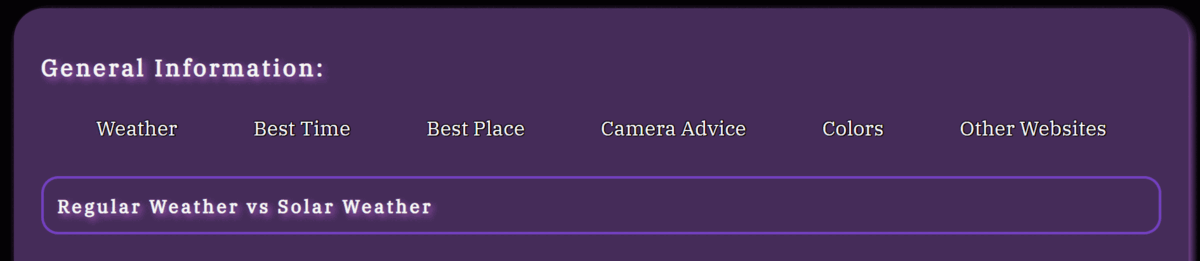 General Information:
Weather Best Time Best Place Camera Advice Colors Other Websites
Regular Weather vs Solar Weather